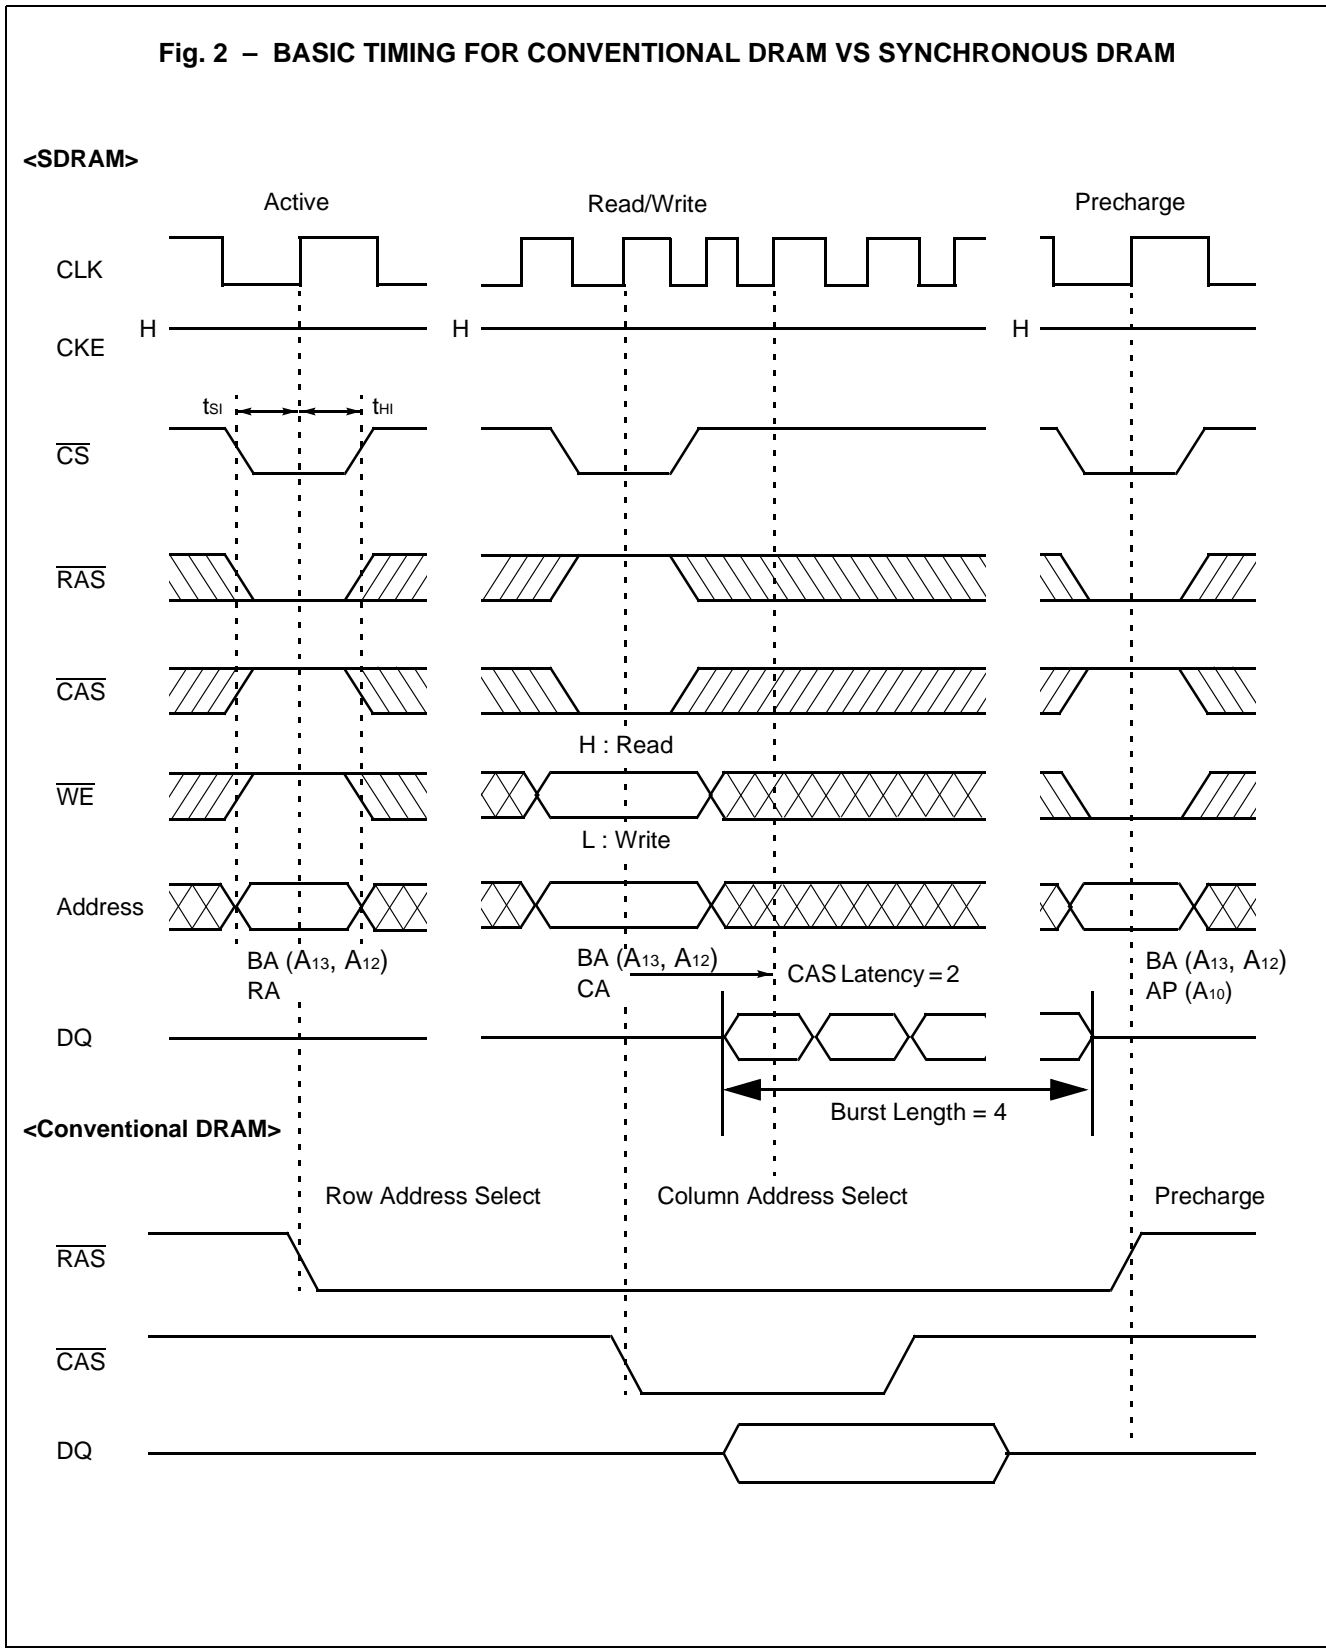 Fig. 2 – BASIC TIMING FOR CONVENTIONAL DRAM VS SYNCHRONOUS DRAM
<SDRAM>
Active Read/Write Precharge
CLK
H H H
CKE
tSI tHI
CS
RAS
CAS
H : Read
WE
L : Write
Address
BA (A13, A12) BA (A13, A12) CAS Latency = 2 BA (A13, A12)
RA CA AP (A10)
DQ
Burst Length = 4
<Conventional DRAM>
Row Address Select Column Address Select Precharge
RAS
CAS
DQ